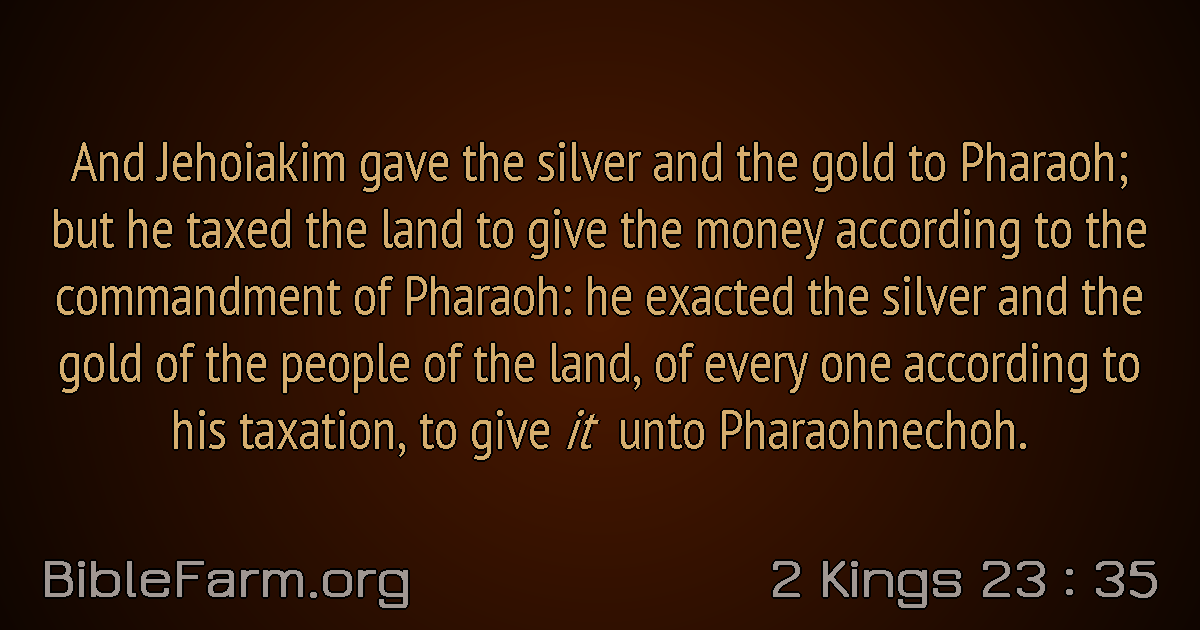 And Jehoiakim gave the silver and the gold to Pharaoh;
but he taxed the land to give the money according to the
commandment of Pharaoh: he exacted the silver and the
gold of the people of the land, of every one according to
his taxation, to give it unto Pharaohnechoh.
BibleFarm.org
2 Kings 23 : 35